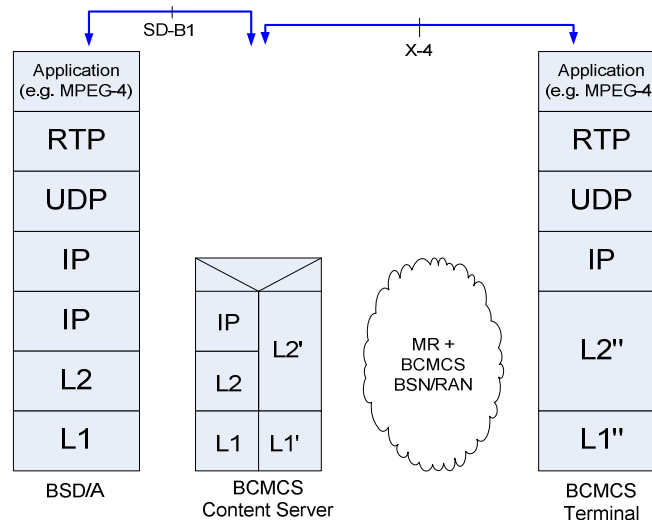 SD-B1
X-4
Application
(e.g. MPEG-4)
RTP
UDP
IP
IP
L2
L1
BSD/A
IP
L2
L1
L2'
L1'
BCMCS
Content Server
MR +
BCMCS
BSN/RAN
Application
(e.g. MPEG-4)
RTP
UDP
IP
L2"
L1"
BCMCS
Terminal